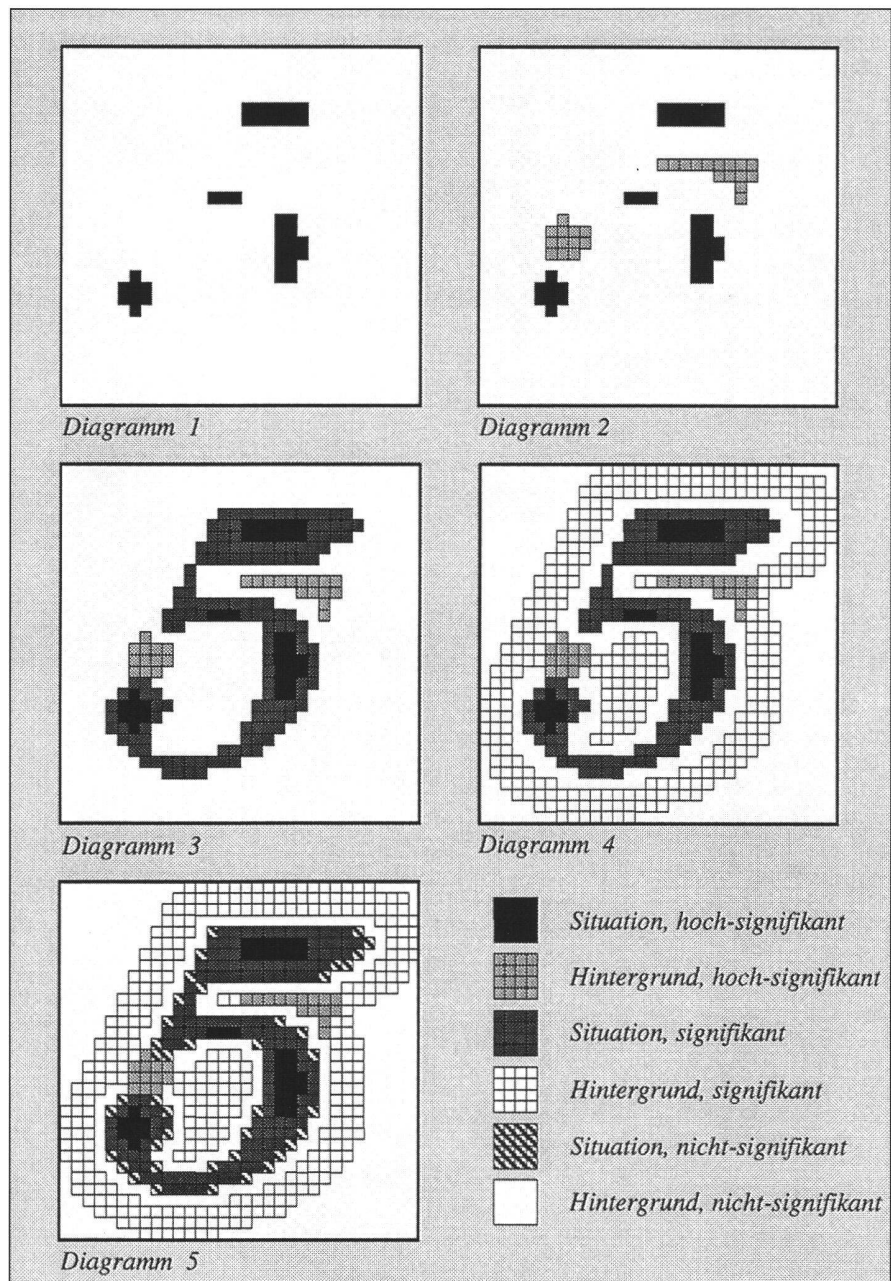 Diagramm 1
Diagramm 2
Diagramm 3
Diagramm 4
Situation, hoch-signifikant
Hintergrund, hoch-signifikant
Situation, signifikant
Hintergrund, signifikant
Situation, nicht-signifikant
Hintergrund, nicht-signifikant
Diagramm 5